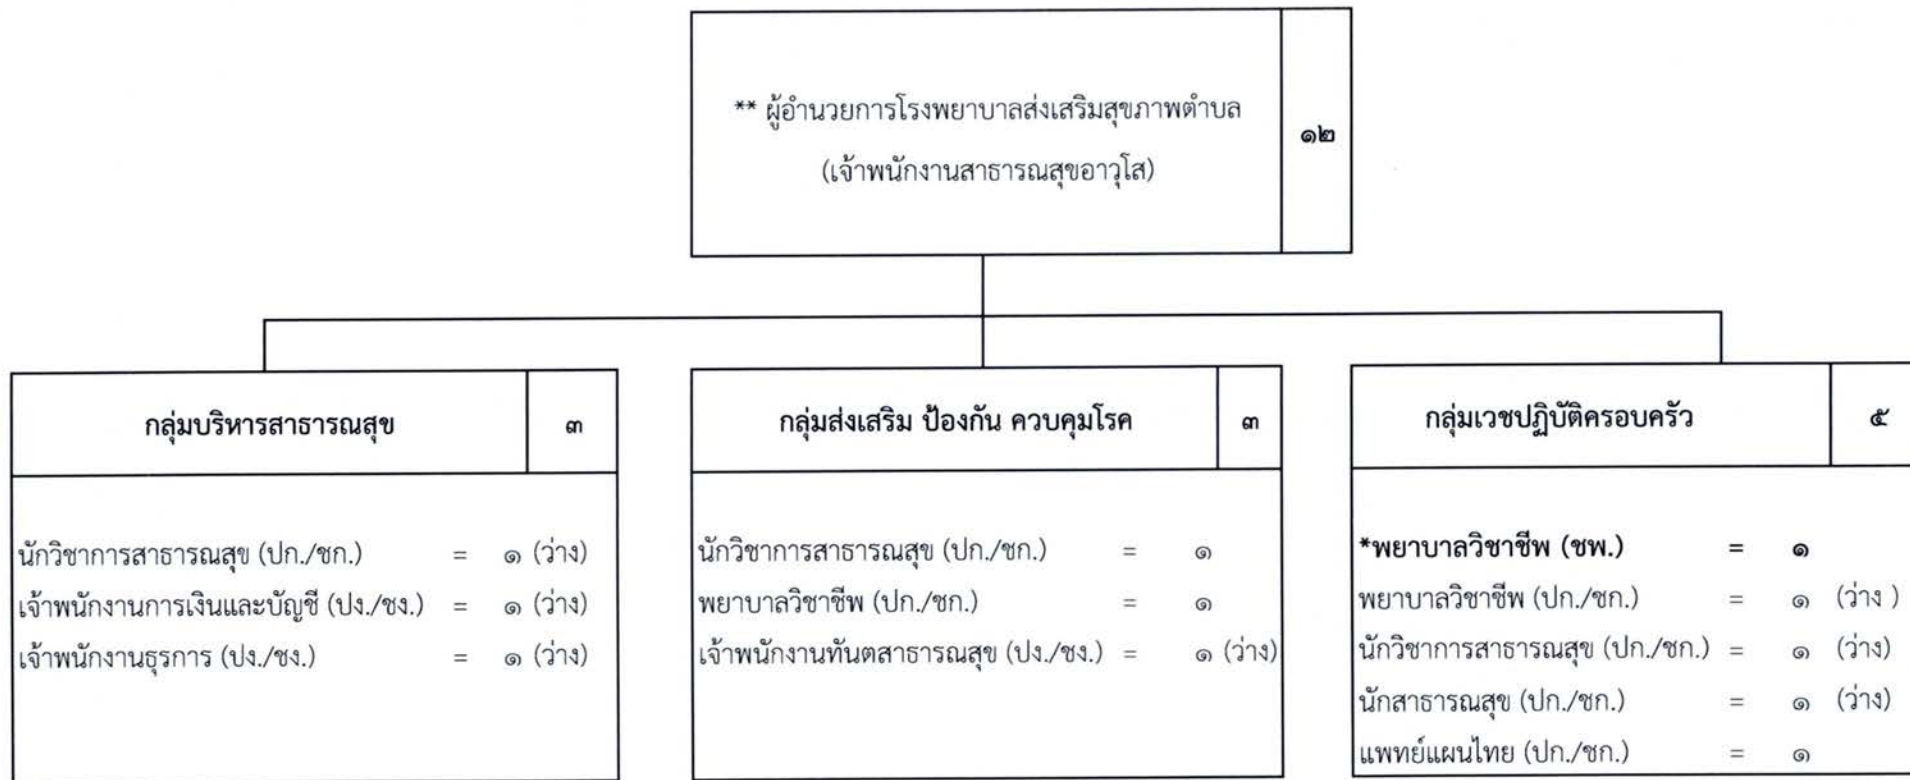 ** ผู้อำนวยการโรงพยาบาลส่งเสริมสุขภาพตำบล
(เจ้าพนักงานสาธารณสุขอาวุโส)
๑๒
กลุ่มบริหารสาธารณสุข ๓
นักวิชาการสาธารณสุข (ปก./ชก.) = ๑ (ว่าง)
เจ้าพนักงานการเงินและบัญชี (ปง./ชง.) = ๑ (ว่าง)
เจ้าพนักงานธุรการ (ปง./ชง.) = ๑ (ว่าง)
กลุ่มส่งเสริม ป้องกัน ควบคุมโรค ๓
นักวิชาการสาธารณสุข (ปก./ชก.) = ๑
พยาบาลวิชาชีพ (ปก./ชก.) = ๑
เจ้าพนักงานทันตสาธารณสุข (ปง./ชง.) = ๑ (ว่าง)
กลุ่มเวชปฏิบัติครอบครัว ๕
*พยาบาลวิชาชีพ (ชพ.) = ๑
พยาบาลวิชาชีพ (ปก./ชก.) = ๑ (ว่าง )
นักวิชาการสาธารณสุข (ปก./ชก.) = ๑ (ว่าง)
นักสาธารณสุข (ปก./ชก.) = ๑ (ว่าง)
แพทย์แผนไทย (ปก./ชก.) = ๑